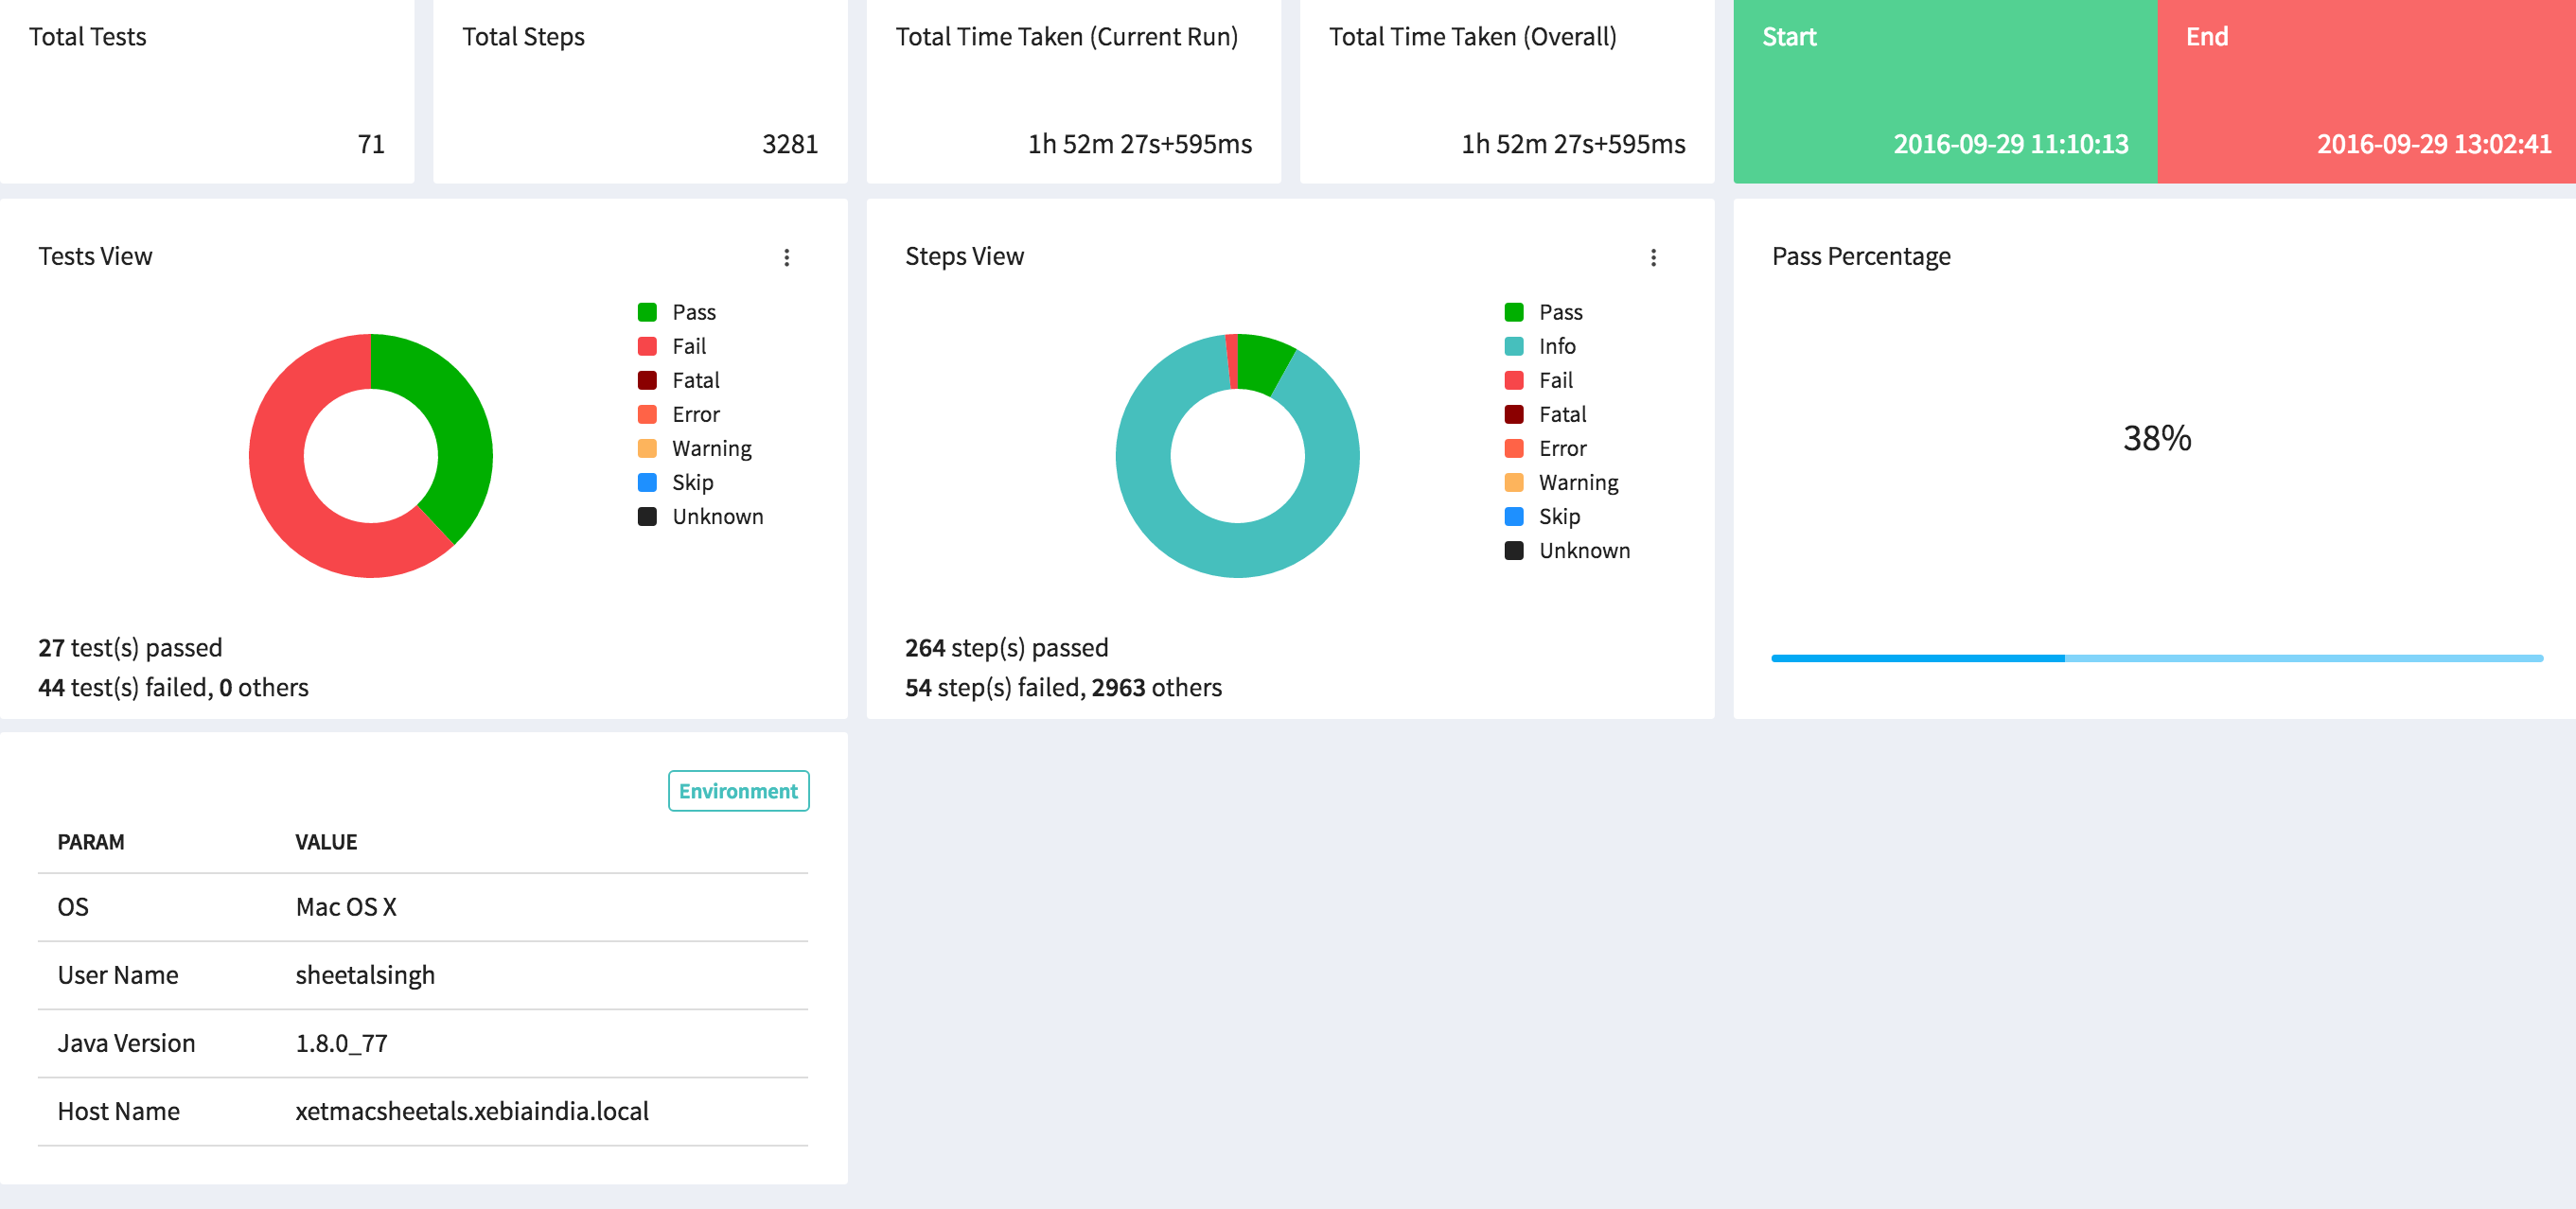 Total Tests
71
Total Steps
3281
Total Time Taken (Current Run)
1h 52m 27s+595ms
Total Time Taken (Overall)
1h 52m 27s+595ms
Start
2016-09-29 11:10:13
End
2016-09-29 13:02:41
Tests View
Pass
Fail
Fatal
Error
Warning
Skip
Unknown
27 test(s) passed
44 test(s) failed, 0 others
Steps View
Pass
Info
Fail
Fatal
Error
Warning
Skip
Unknown
264 step(s) passed
54 step(s) failed, 2963 others
Pass Percentage
38%
Environment
PARAM VALUE
OS Mac OS X
User Name sheetalsingh
Java Version 1.8.0_77
Host Name xetmacsheetals.xebiaindia.local